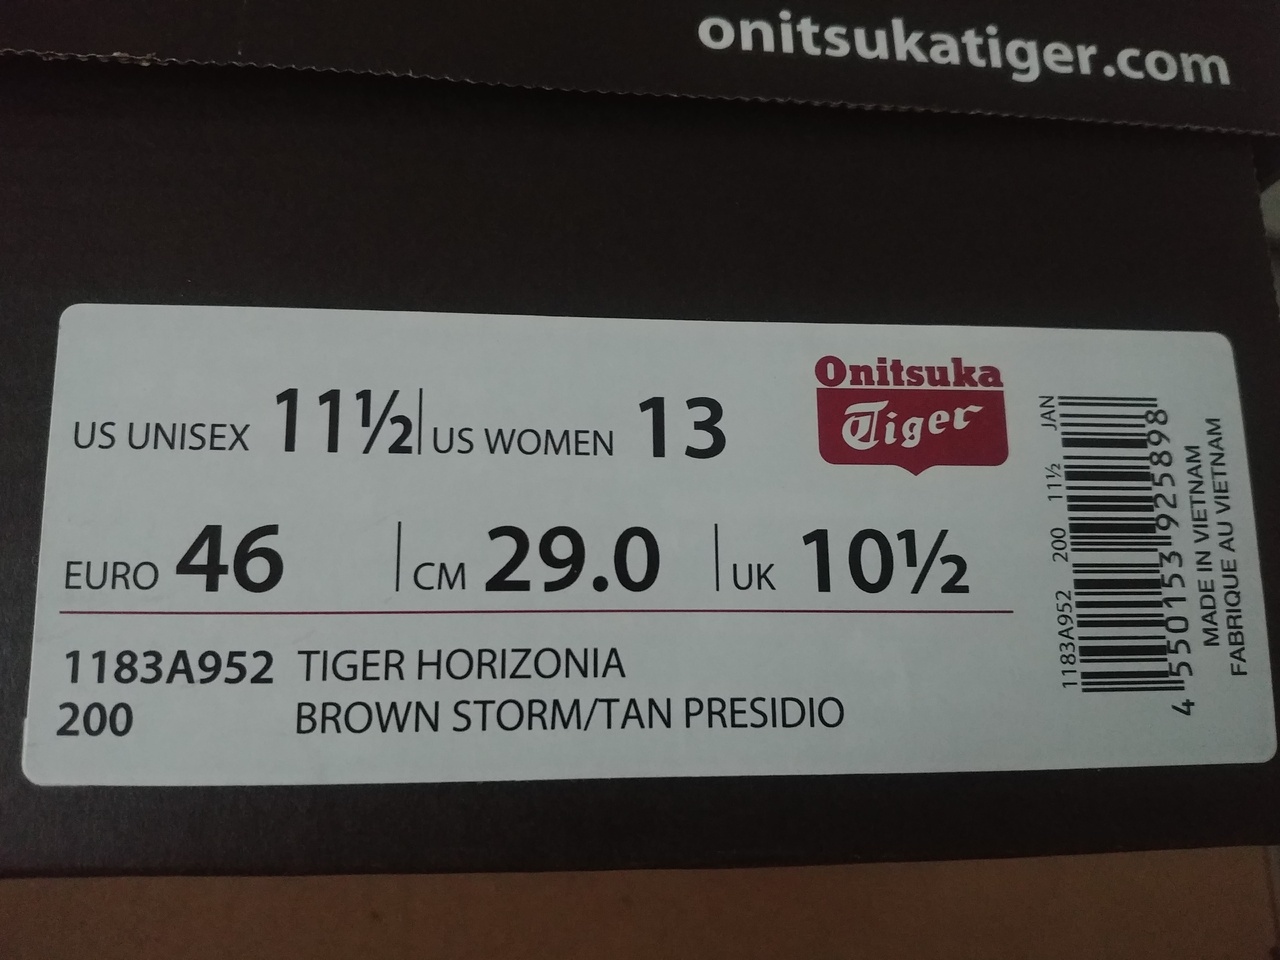 onitsukatiger.com
US UNISEX 11½ US WOMEN 13
Onitsuka
Tiger
EURO 46 CM 29.0 UK 10½
1183A952 TIGER HORIZONIA
200 BROWN STORM/TAN PRESIDIO
1183A952 200 11½ JAN
4 550153 925898
MADE IN VIETNAM
FABRIQUE AU VIETNAM